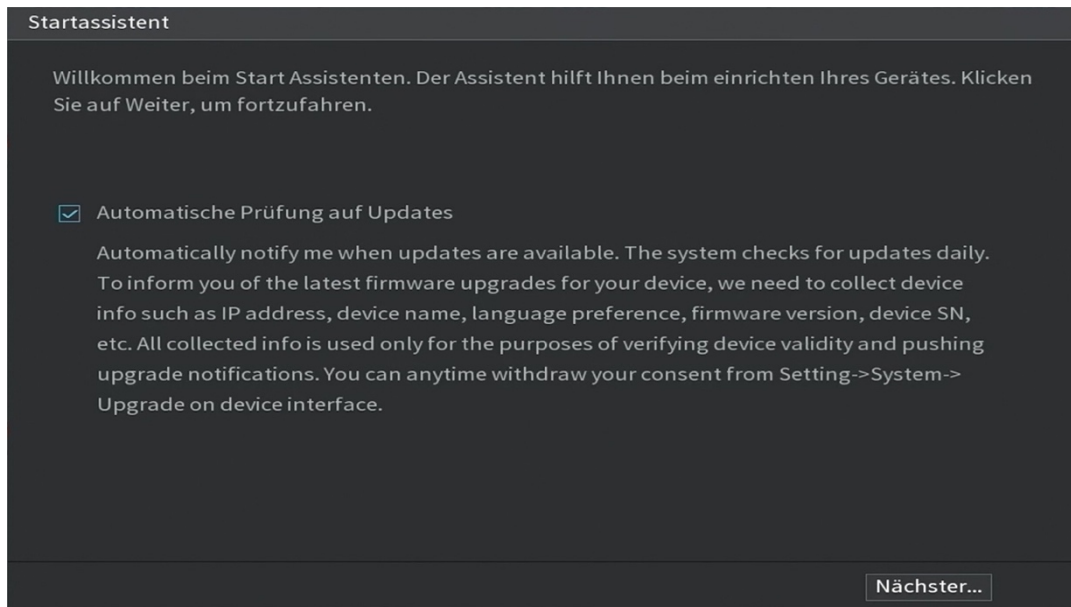 Startassistent
Willkommen beim Start Assistenten. Der Assistent hilft Ihnen beim einrichten Ihres Gerätes. Klicken
Sie auf Weiter, um fortzufahren.
Automatische Prüfung auf Updates
Automatically notify me when updates are available. The system checks for updates daily.
To inform you of the latest firmware upgrades for your device, we need to collect device
info such as IP address, device name, language preference, firmware version, device SN,
etc. All collected info is used only for the purposes of verifying device validity and pushing
upgrade notifications. You can anytime withdraw your consent from Setting->System->
Upgrade on device interface.
Nächster...